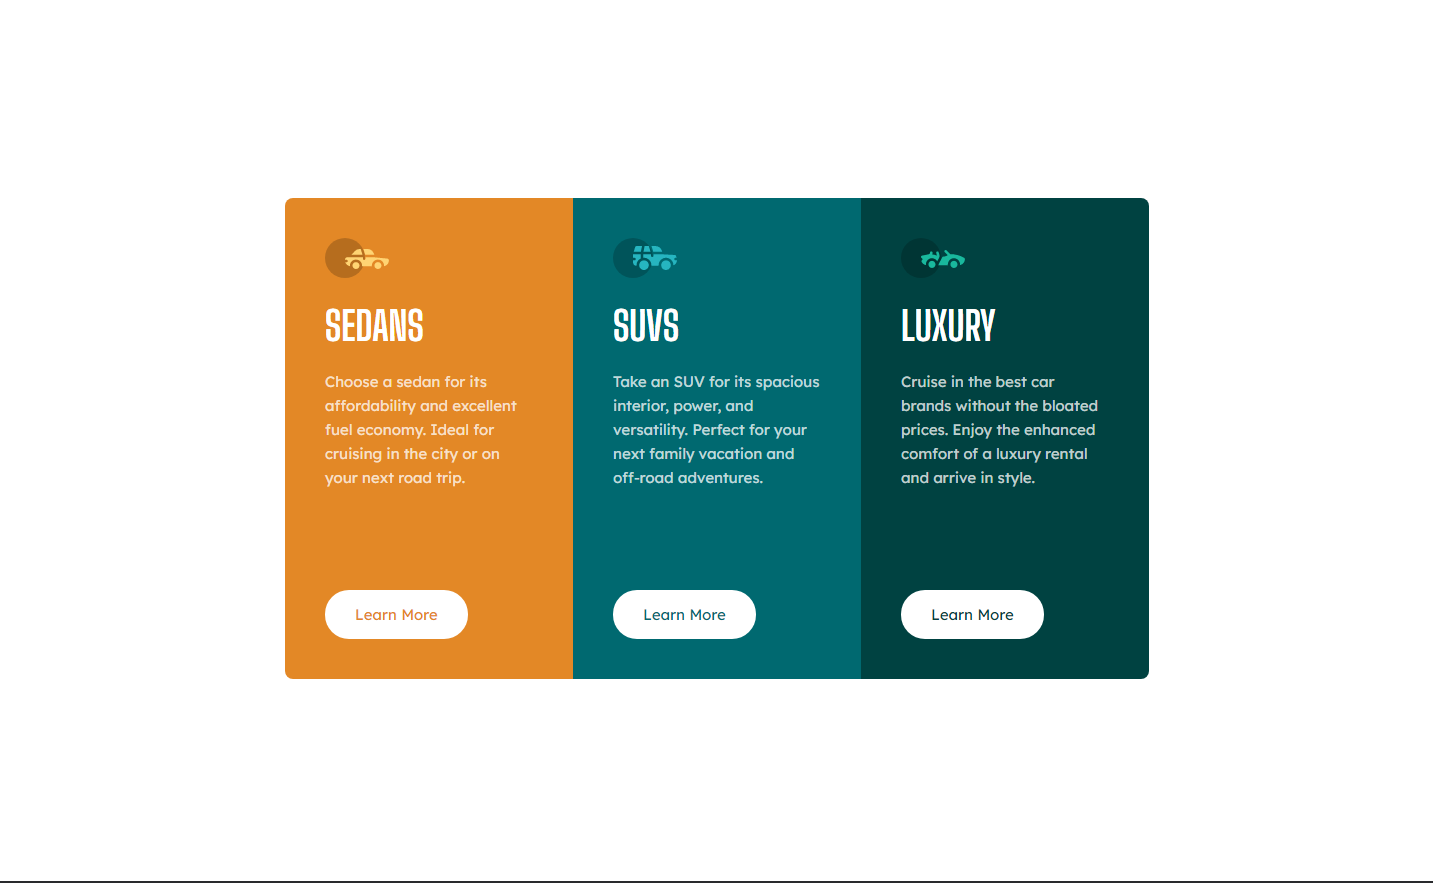 SEDANS
Choose a sedan for its
affordability and excellent
fuel economy. Ideal for
cruising in the city or on
your next road trip.
Learn More
SUVS
Take an SUV for its spacious
interior, power, and
versatility. Perfect for your
next family vacation and
off-road adventures.
Learn More
LUXURY
Cruise in the best car
brands without the bloated
prices. Enjoy the enhanced
comfort of a luxury rental
and arrive in style.
Learn More